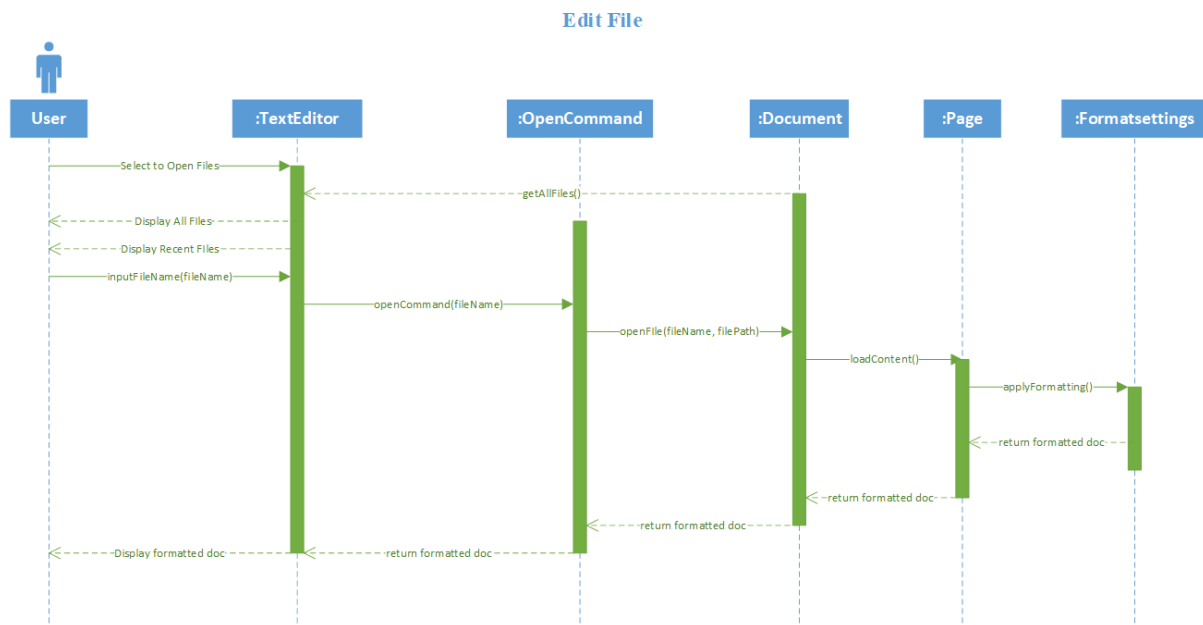 Edit File
User
:TextEditor
:OpenCommand
:Document
:Page
:Formatsettings
Select to Open Files
getAllFiles()
Display All FIles
Display Recent FIles
inputFileName(fileName)
openCommand(fileName)
openFIle(fileName, filePath)
loadContent()
applyFormatting()
return formatted doc
return formatted doc
return formatted doc
Display formatted doc
return formatted doc